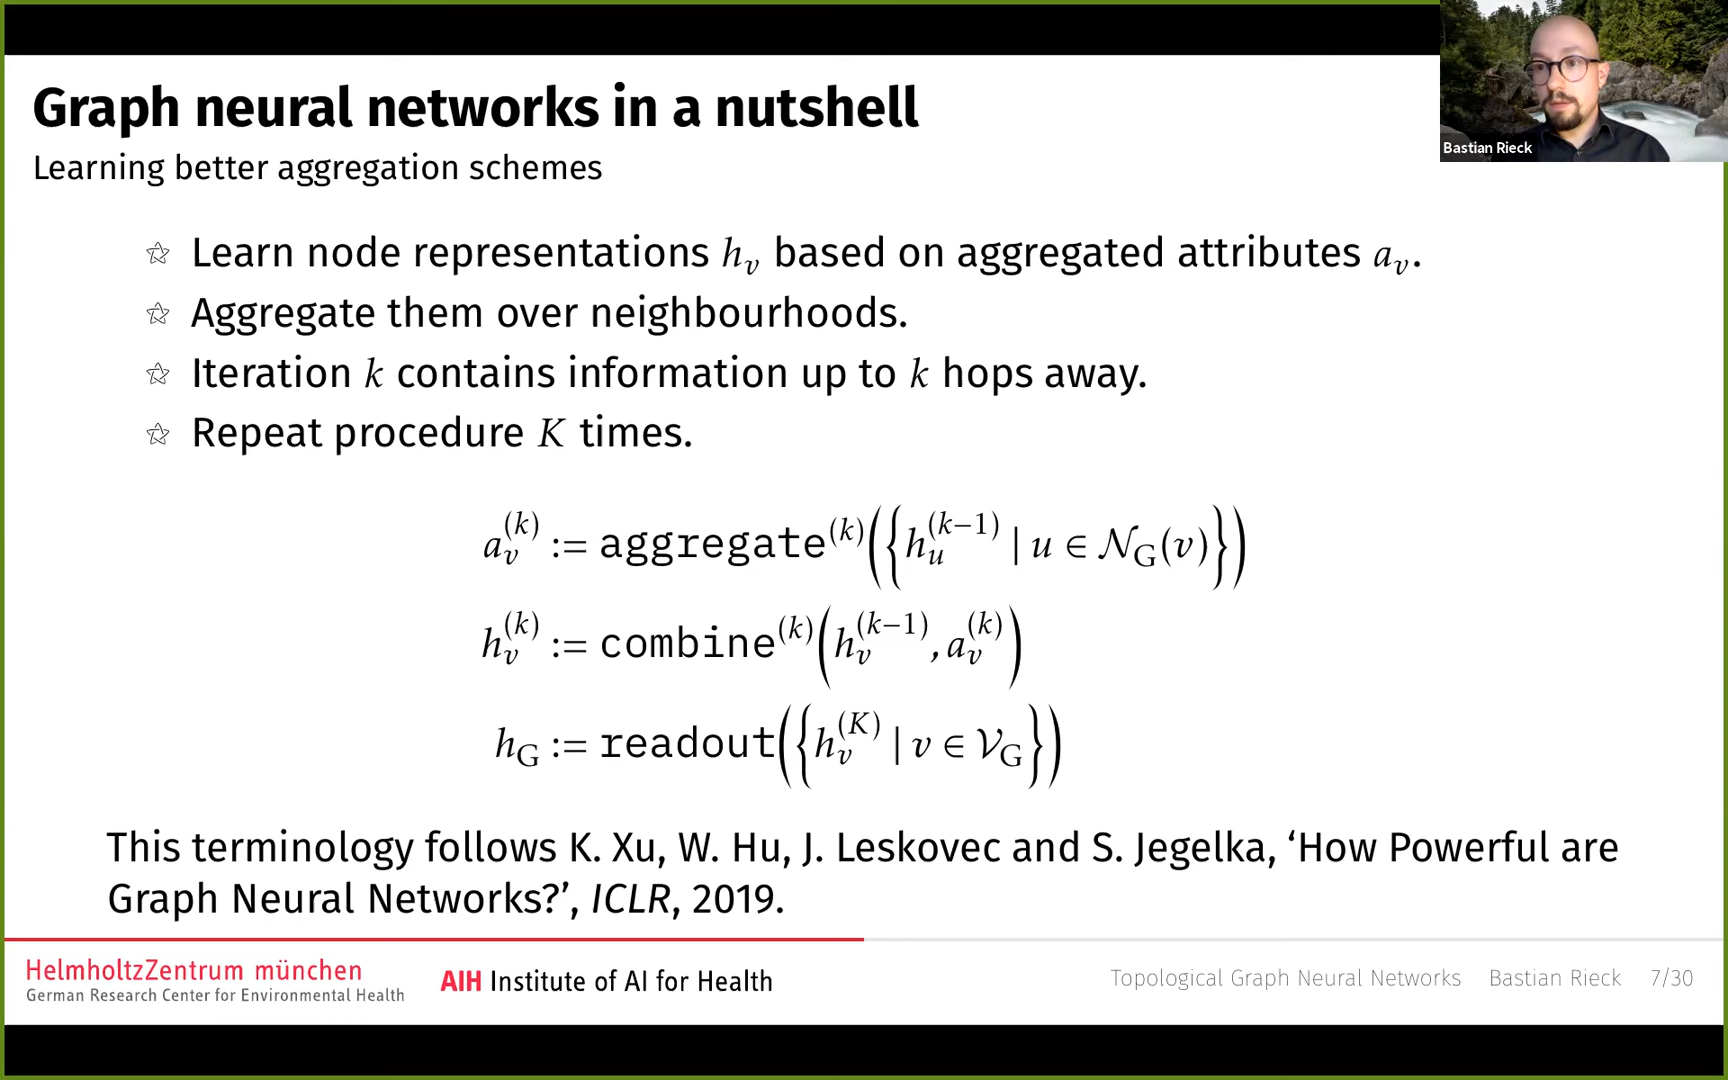 Graph neural networks in a nutshell
Learning better aggregation schemes
Bastian Rieck
☆ Learn node representations h_v based on aggregated attributes a_v.
☆ Aggregate them over neighbourhoods.
☆ Iteration k contains information up to k hops away.
☆ Repeat procedure K times.
a_v^(k) := aggregate^(k)({h_u^(k−1) | u ∈ 𝒩_G(v)})
h_v^(k) := combine^(k)(h_v^(k−1), a_v^(k))
h_G := readout({h_v^(K) | v ∈ 𝒱_G})
This terminology follows K. Xu, W. Hu, J. Leskovec and S. Jegelka, ‘How Powerful are
Graph Neural Networks?’, ICLR, 2019.
HelmholtzZentrum münchen
German Research Center for Environmental Health
AIH Institute of AI for Health
Topological Graph Neural Networks Bastian Rieck 7/30